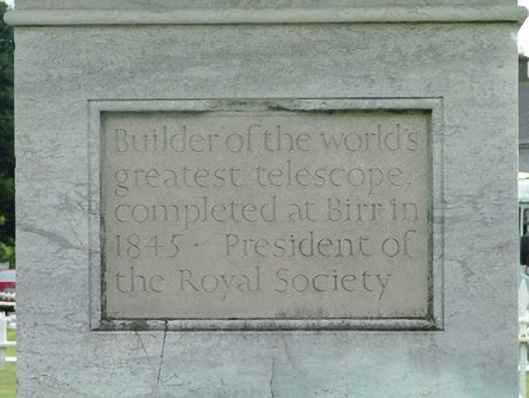 Builder of the world's
greatest telescope,
completed at Birr in
1845 · President of
the Royal Society